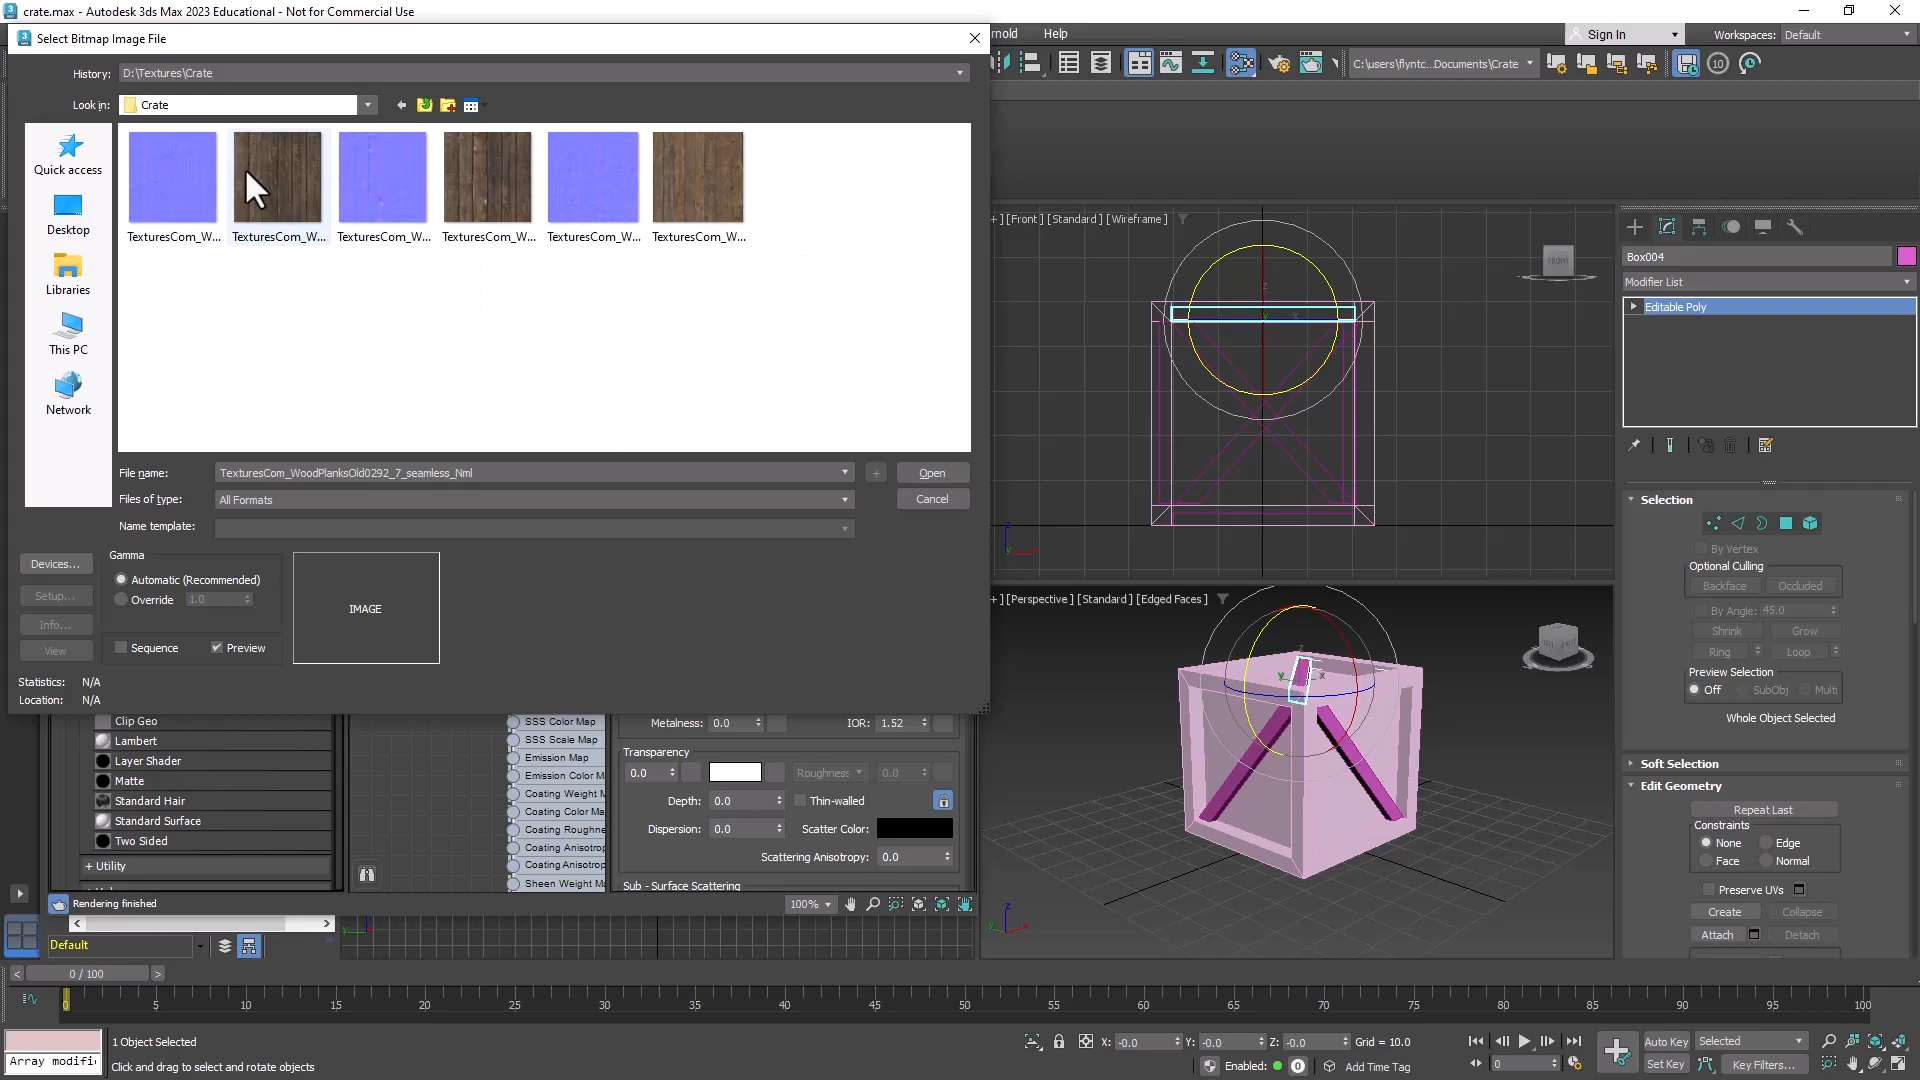 crate.max - Autodesk 3ds Max 2023 Educational - Not for Commercial Use
Select Bitmap Image File
Help
Sign In
Workspaces: Default
History: D:\Textures\Crate
C:\users\flyntc...Documents\Crate
10
Look in: Crate
Quick access
Desktop
Libraries
This PC
Network
TexturesCom_W...
TexturesCom_W...
TexturesCom_W...
TexturesCom_W...
TexturesCom_W...
TexturesCom_W...
File name: TexturesCom_WoodPlanksOld0292_7_seamless_Nml
Open
Files of type: All Formats
Cancel
Name template:
Devices...
Setup...
Info...
View
Gamma
Automatic (Recommended)
Override 1.0
Sequence
Preview
IMAGE
Statistics: N/A
Location: N/A
[Front] [Standard] [Wireframe]
FRONT
[Perspective] [Standard] [Edged Faces]
Box004
Modifier List
Editable Poly
Selection
By Vertex
Optional Culling
Backface
Occluded
By Angle: 45.0
Shrink
Grow
Ring
Loop
Preview Selection
Off
SubObj
Multi
Whole Object Selected
Soft Selection
Edit Geometry
Repeat Last
Constraints
None
Edge
Face
Normal
Preserve UVs
Create
Collapse
Attach
Detach
Clip Geo
Lambert
Layer Shader
Matte
Standard Hair
Standard Surface
Two Sided
+ Utility
SSS Color Map
SSS Scale Map
Emission Map
Emission Color M
Coating Weight M
Coating Color Ma
Coating Roughne
Coating Anisotrop
Coating Anisotrop
Sheen Weight Ma
Metalness: 0.0
IOR: 1.52
Transparency
0.0
Roughness
0.0
Depth: 0.0
Thin-walled
Dispersion: 0.0
Scatter Color:
Scattering Anisotropy: 0.0
Sub - Surface Scattering
Rendering finished
100%
Default
0 / 100
0 5 10 15 20 25 30 35 40 45 50 55 60 65 70 75 80 85 90 95 100
1 Object Selected
Array modifi
Click and drag to select and rotate objects
X: -0.0
Y: -0.0
Z: -0.0
Grid = 10.0
Enabled:
0
Add Time Tag
0
Auto Key
Selected
Set Key
Key Filters...